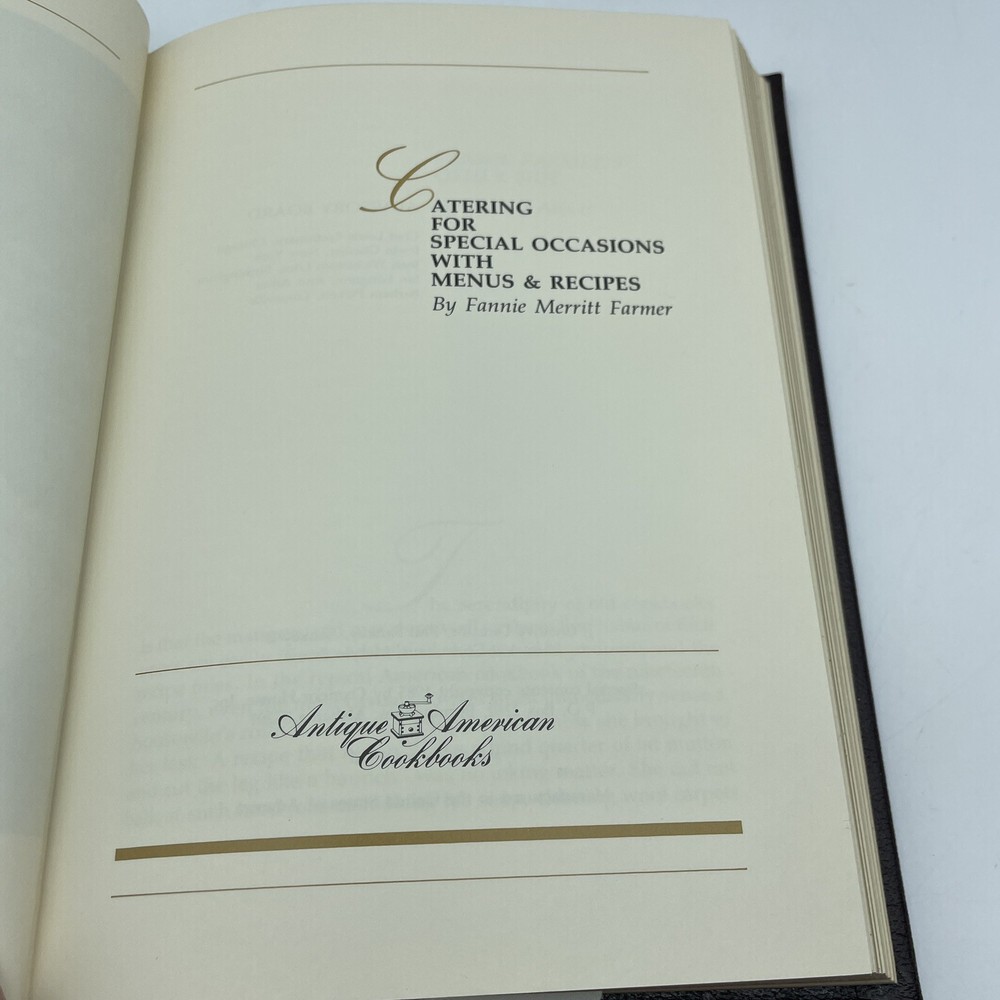 CATERING
FOR
SPECIAL OCCASIONS
WITH
MENUS & RECIPES
By Fannie Merritt Farmer
Antique American
Cookbooks